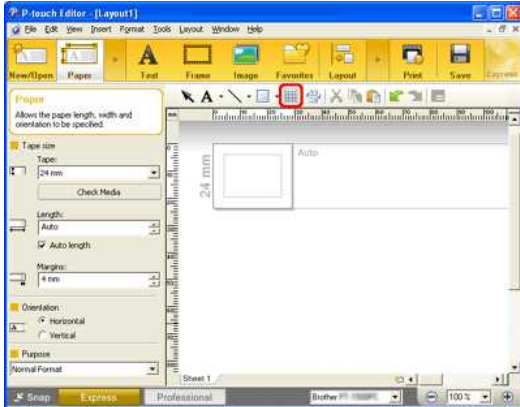 P-touch Editor - [Layout1]
File Edit View Insert Format Tools Layout Window Help
New/Open Paper Text Frame Image Favorites Layout Print Save Express
Paper
Allows the paper length, width and
orientation to be specified.
Tape size
Tape:
24 mm
Check Media
Length:
Auto
Auto length
Margins:
4 mm
Orientation
Horizontal
Vertical
Purpose
Normal Format
A
mm
24 mm
Auto
Sheet 1
Snap Express Professional
Brother
100 %